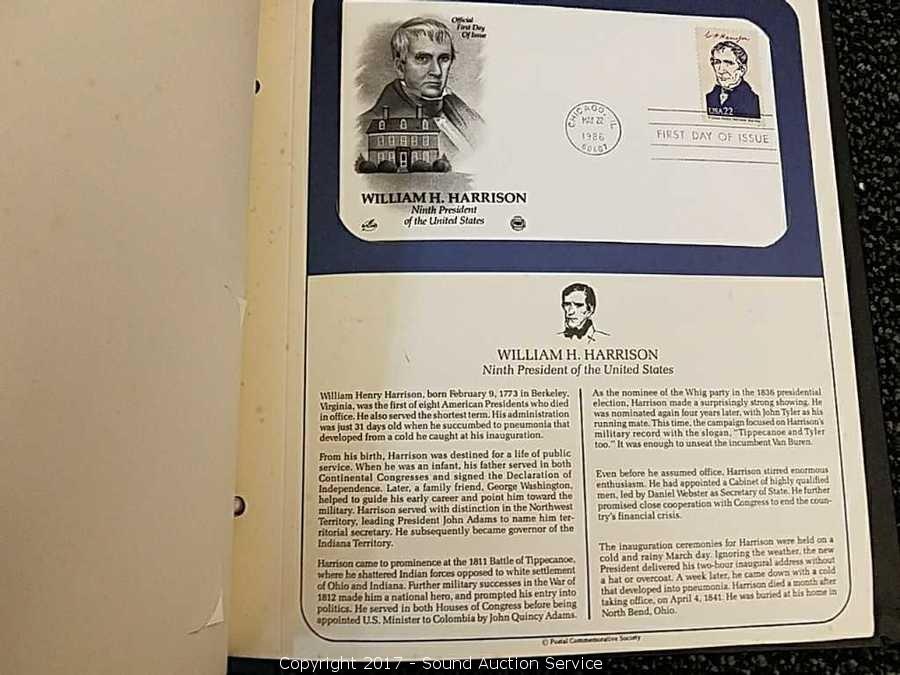 Official
First Day
Of Issue
WILLIAM H. HARRISON
Ninth President
of the United States
CHICAGO, IL
MAY 22
1986
60607
FIRST DAY OF ISSUE
USA 22
WILLIAM H. HARRISON
Ninth President of the United States
William Henry Harrison, born February 9, 1773 in Berkeley,
Virginia, was the first of eight American Presidents who died
in office. He also served the shortest term. His administration
was just 31 days old when he succumbed to pneumonia that
developed from a cold he caught at his inauguration.
From his birth, Harrison was destined for a life of public
service. When he was an infant, his father served in both
Continental Congresses and signed the Declaration of
Independence. Later, a family friend, George Washington,
helped to guide his early career and point him toward the
military. Harrison served with distinction in the Northwest
Territory, leading President John Adams to name him ter-
ritorial secretary. He subsequently became governor of the
Indiana Territory.
Harrison came to prominence at the 1811 Battle of Tippecanoe,
where he shattered Indian forces opposed to white settlement
of Ohio and Indiana. Further military successes in the War of
1812 made him a national hero, and prompted his entry into
politics. He served in both Houses of Congress before being
appointed U.S. Minister to Colombia by John Quincy Adams.
As the nominee of the Whig party in the 1836 presidential
election, Harrison made a surprisingly strong showing. He
was nominated again four years later, with John Tyler as his
running mate. This time, the campaign focused on Harrison's
military record with the slogan, "Tippecanoe and Tyler
too." It was enough to unseat the incumbent Van Buren.
Even before he assumed office, Harrison stirred enormous
enthusiasm. He had appointed a Cabinet of highly qualified
men, led by Daniel Webster as Secretary of State. He further
promised close cooperation with Congress to end the coun-
try's financial crisis.
The inauguration ceremonies for Harrison were held on a
cold and rainy March day. Ignoring the weather, the new
President delivered his two-hour inaugural address without
a hat or overcoat. A week later, he came down with a cold
that developed into pneumonia. Harrison died a month after
taking office, on April 4, 1841. He was buried at his home in
North Bend, Ohio.
© Postal Commemorative Society
Copyright 2017 - Sound Auction Service